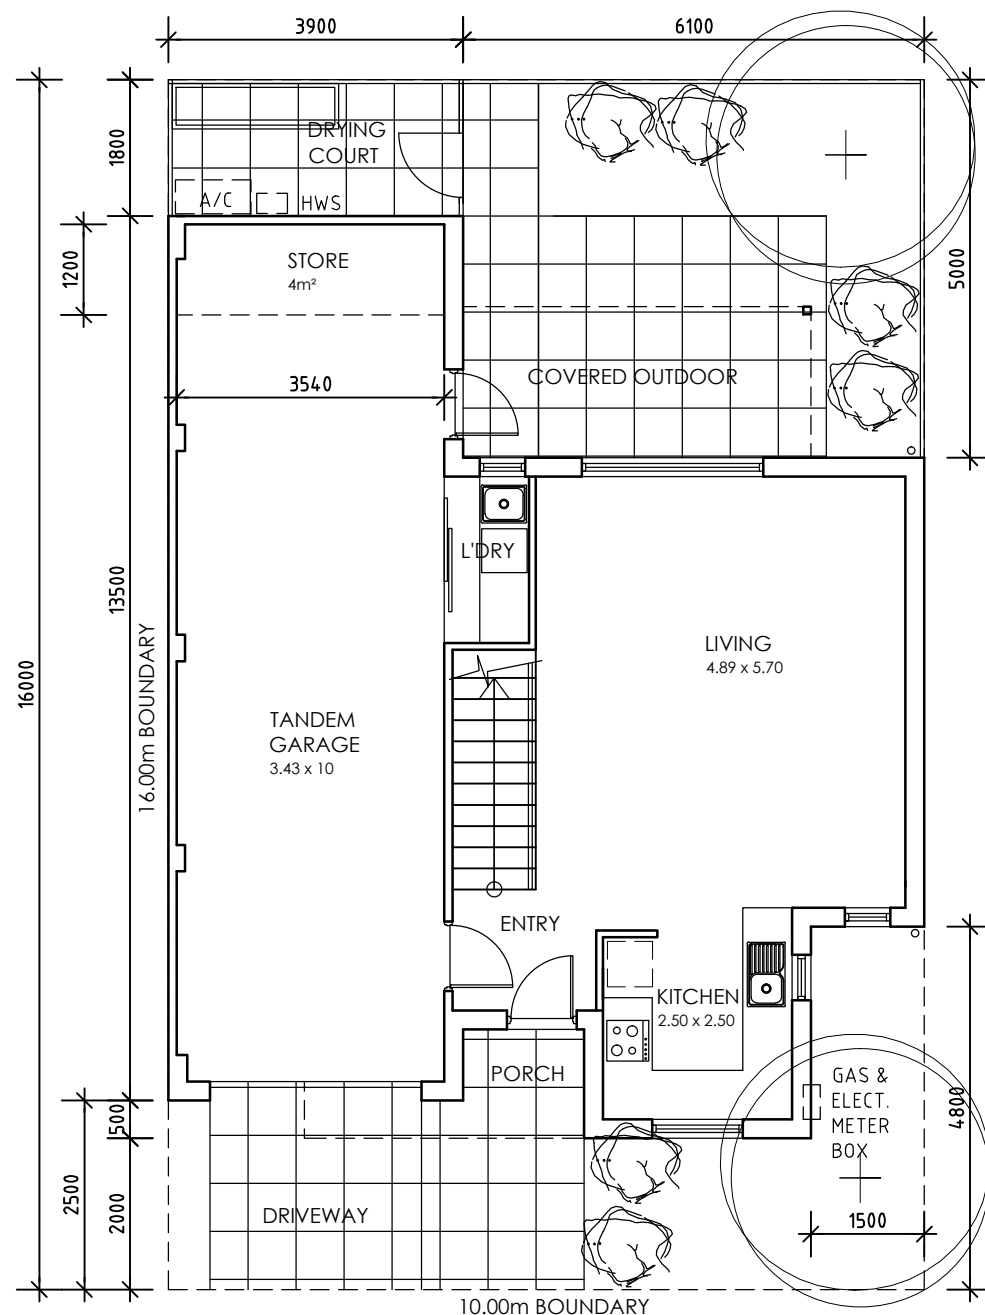 3900
6100
DRYING
COURT
1800
A/C
HWS
1200
STORE
4m²
5000
3540
COVERED OUTDOOR
L'DRY
13500
16000
16.00m BOUNDARY
LIVING
4.89 x 5.70
TANDEM
GARAGE
3.43 x 10
ENTRY
KITCHEN
2.50 x 2.50
PORCH
GAS &
ELECT.
METER
BOX
4800
500
2500
2000
DRIVEWAY
1500
10.00m BOUNDARY